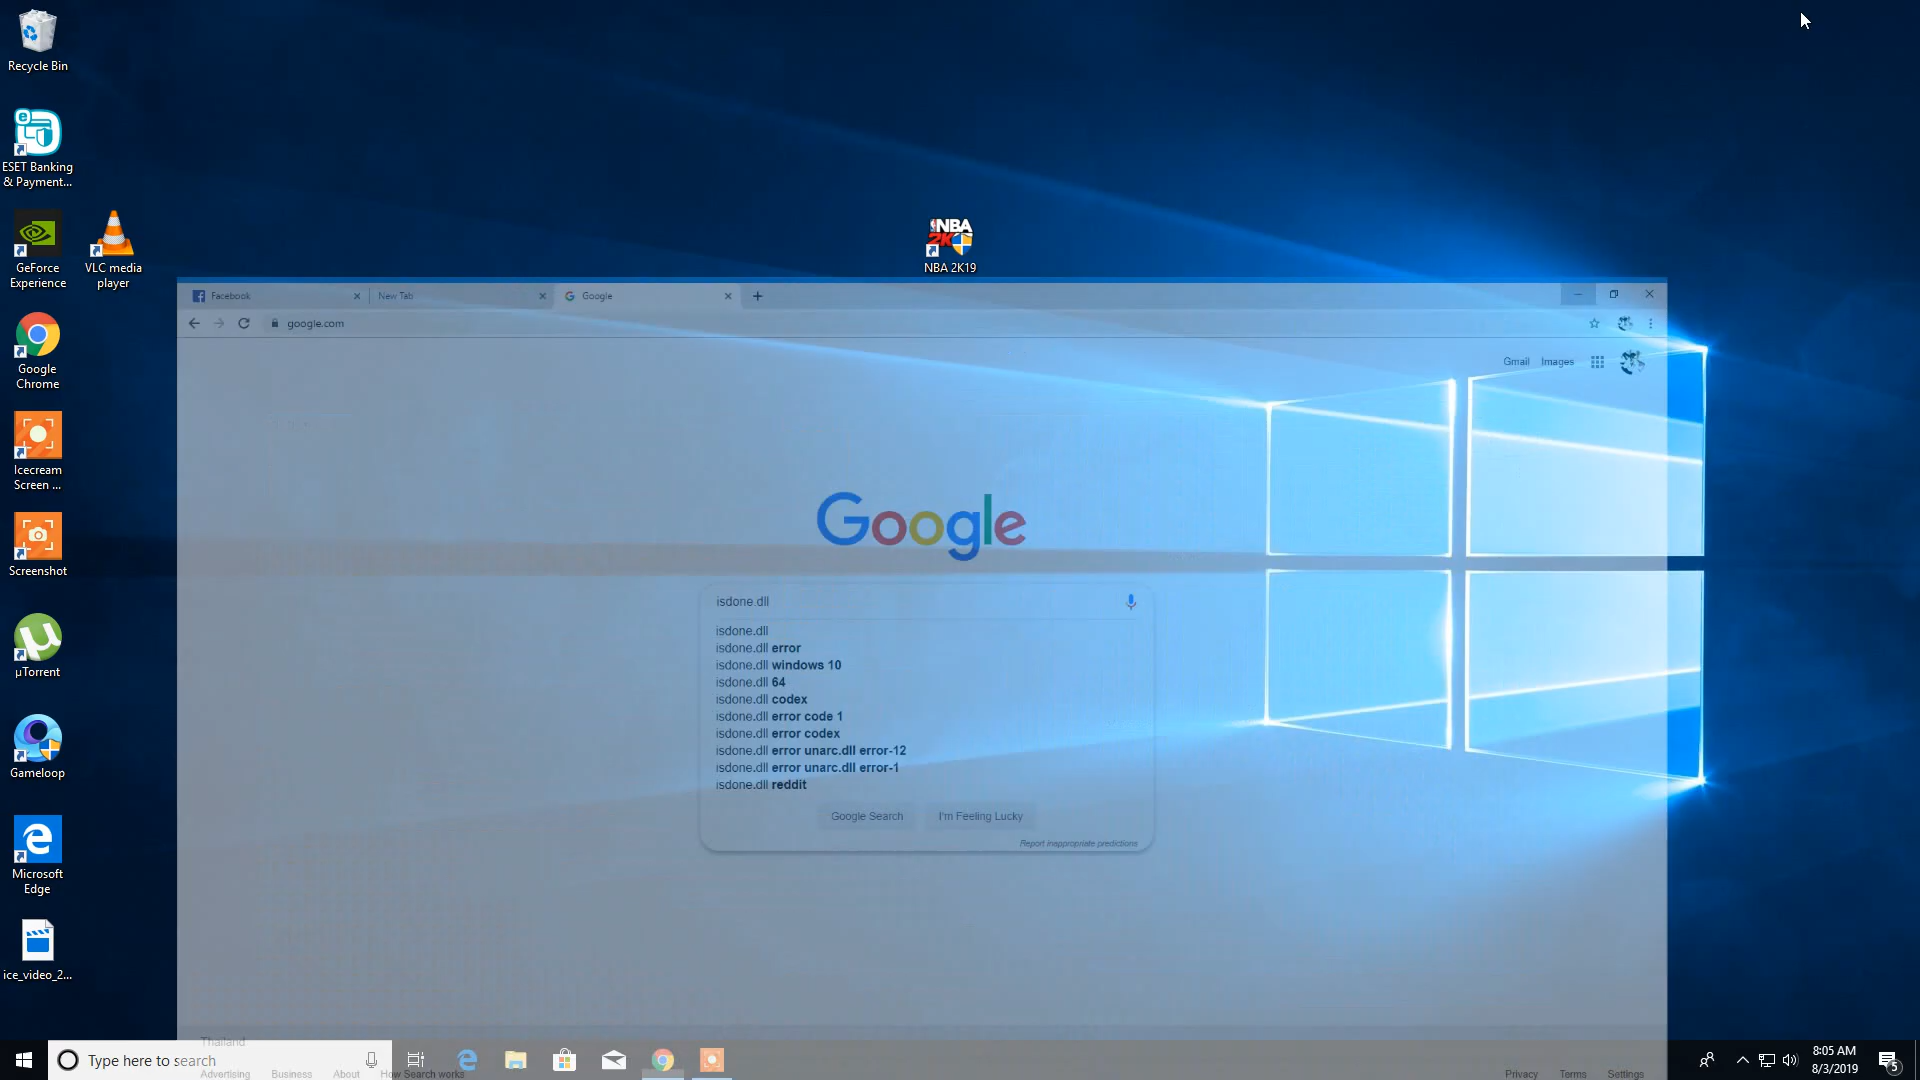 Recycle Bin
ESET Banking
& Payment...
GeForce
Experience
VLC media
player
Google
Chrome
Icecream
Screen ...
Screenshot
µTorrent
Gameloop
Microsoft
Edge
ice_video_2...
NBA
2K
NBA 2K19
Facebook
New Tab
Google
google.com
Gmail Images
Google
isdone.dll
isdone.dll
isdone.dll error
isdone.dll windows 10
isdone.dll 64
isdone.dll codex
isdone.dll error code 1
isdone.dll error codex
isdone.dll error unarc.dll error-12
isdone.dll error unarc.dll error-1
isdone.dll reddit
Google Search I'm Feeling Lucky
Report inappropriate predictions
Thailand
Advertising Business About How Search works
Privacy Terms Settings
Type here to search
8:05 AM
8/3/2019
5